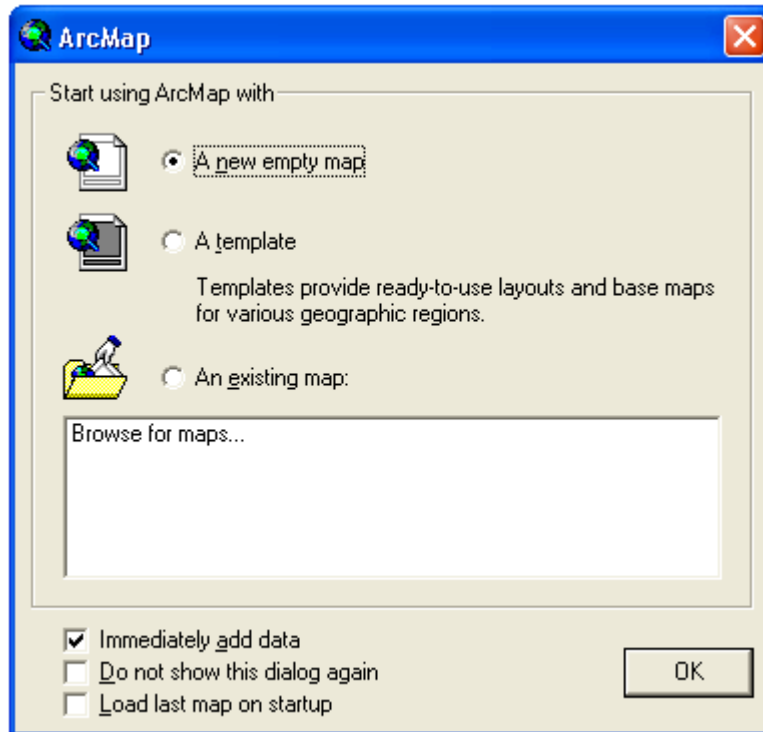 ArcMap
Start using ArcMap with
A new empty map
A template
Templates provide ready-to-use layouts and base maps
for various geographic regions.
An existing map:
Browse for maps...
Immediately add data
Do not show this dialog again
Load last map on startup
OK